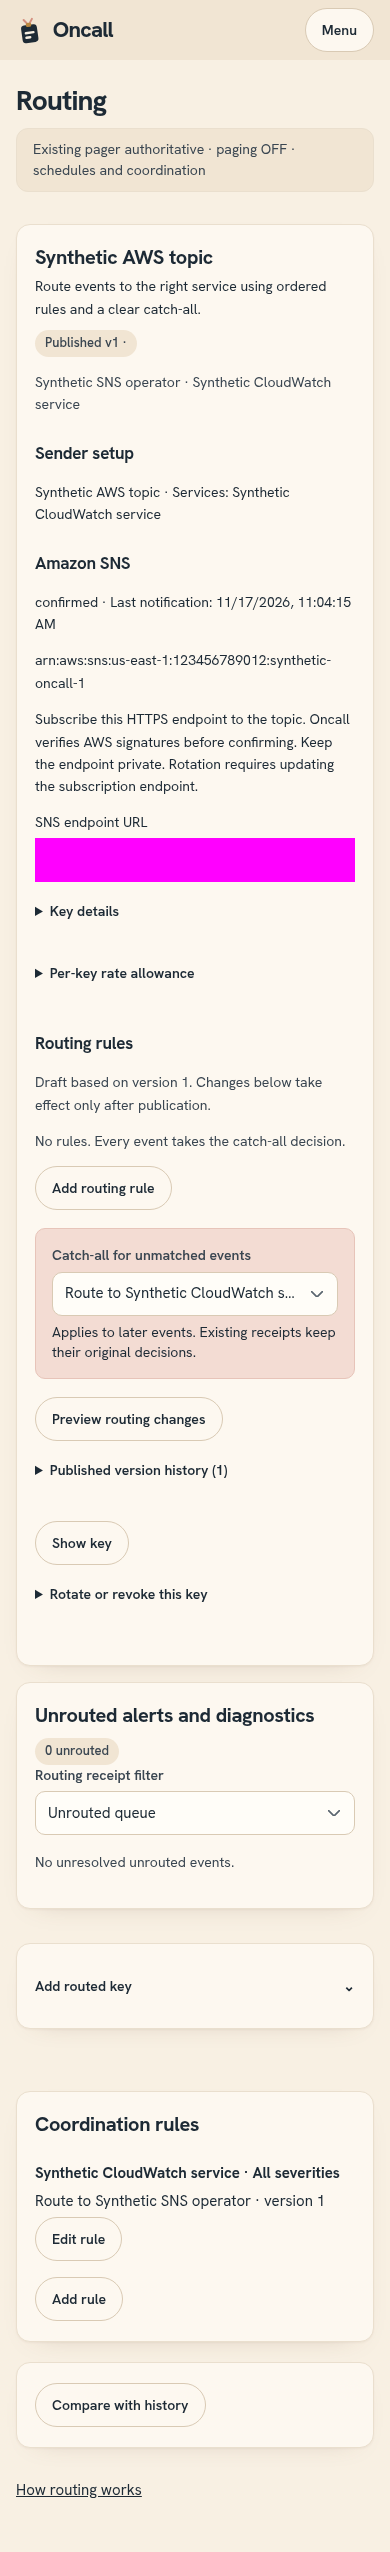 Oncall
Menu
Routing
Existing pager authoritative · paging OFF ·
schedules and coordination
Synthetic AWS topic
Route events to the right service using ordered
rules and a clear catch-all.
Published v1 ·
Synthetic SNS operator · Synthetic CloudWatch
service
Sender setup
Synthetic AWS topic · Services: Synthetic
CloudWatch service
Amazon SNS
confirmed · Last notification: 11/17/2026, 11:04:15
AM
arn:aws:sns:us-east-1:123456789012:synthetic-
oncall-1
Subscribe this HTTPS endpoint to the topic. Oncall
verifies AWS signatures before confirming. Keep
the endpoint private. Rotation requires updating
the subscription endpoint.
SNS endpoint URL
Key details
Per-key rate allowance
Routing rules
Draft based on version 1. Changes below take
effect only after publication.
No rules. Every event takes the catch-all decision.
Add routing rule
Catch-all for unmatched events
Route to Synthetic CloudWatch s...
Applies to later events. Existing receipts keep
their original decisions.
Preview routing changes
Published version history (1)
Show key
Rotate or revoke this key
Unrouted alerts and diagnostics
0 unrouted
Routing receipt filter
Unrouted queue
No unresolved unrouted events.
Add routed key
Coordination rules
Synthetic CloudWatch service · All severities
Route to Synthetic SNS operator · version 1
Edit rule
Add rule
Compare with history
How routing works